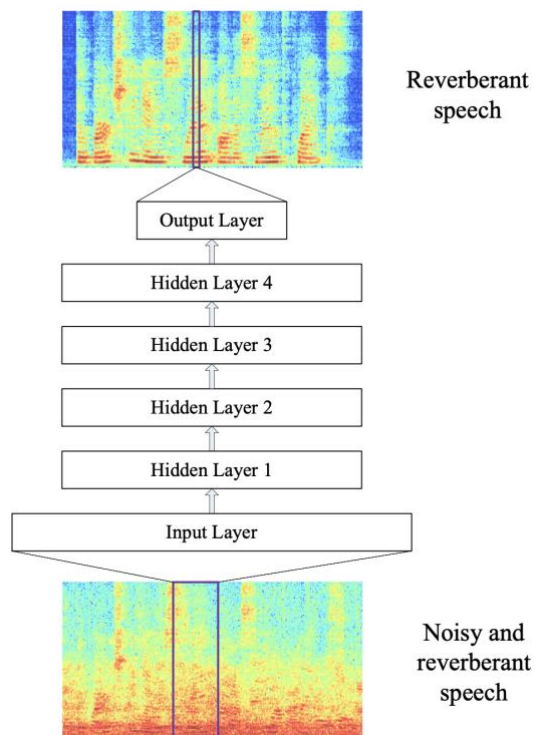 Reverberant
speech
Output Layer
Hidden Layer 4
Hidden Layer 3
Hidden Layer 2
Hidden Layer 1
Input Layer
Noisy and
reverberant
speech